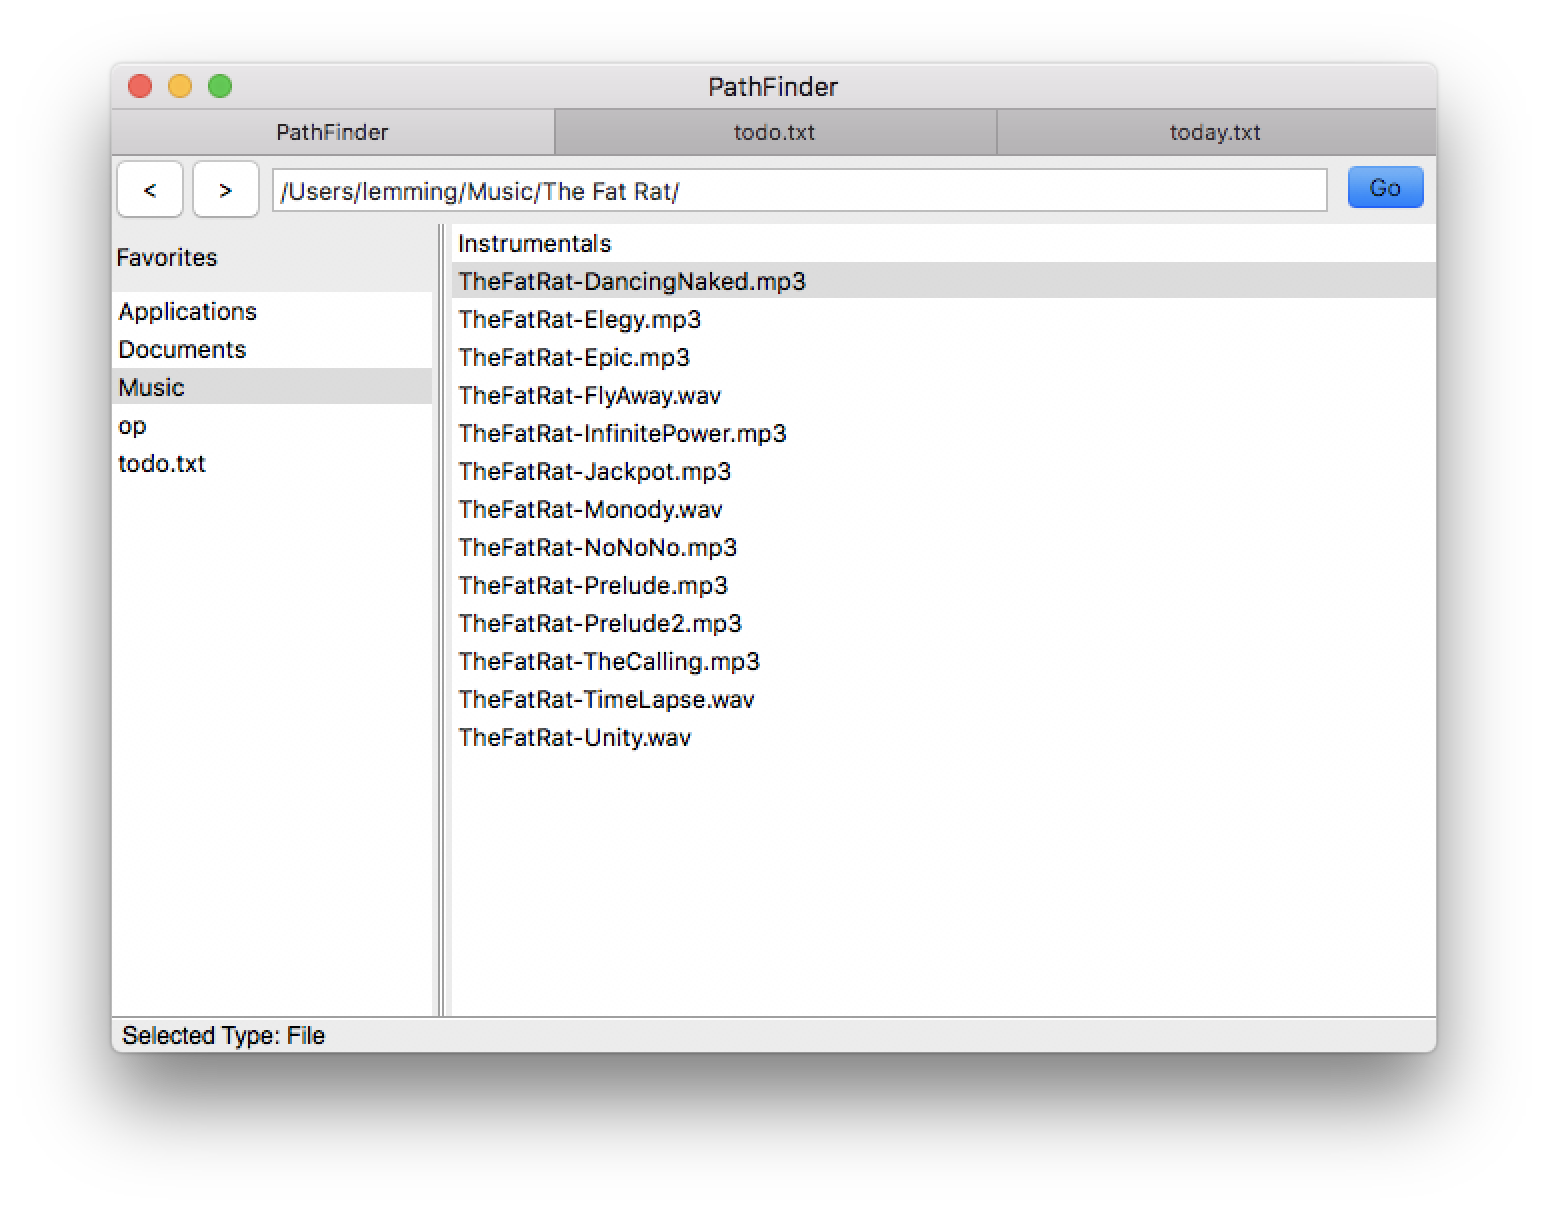 PathFinder
PathFinder
todo.txt
today.txt
<
>
/Users/lemming/Music/The Fat Rat/
Go
Favorites
Applications
Documents
Music
op
todo.txt
Instrumentals
TheFatRat-DancingNaked.mp3
TheFatRat-Elegy.mp3
TheFatRat-Epic.mp3
TheFatRat-FlyAway.wav
TheFatRat-InfinitePower.mp3
TheFatRat-Jackpot.mp3
TheFatRat-Monody.wav
TheFatRat-NoNoNo.mp3
TheFatRat-Prelude.mp3
TheFatRat-Prelude2.mp3
TheFatRat-TheCalling.mp3
TheFatRat-TimeLapse.wav
TheFatRat-Unity.wav
Selected Type: File